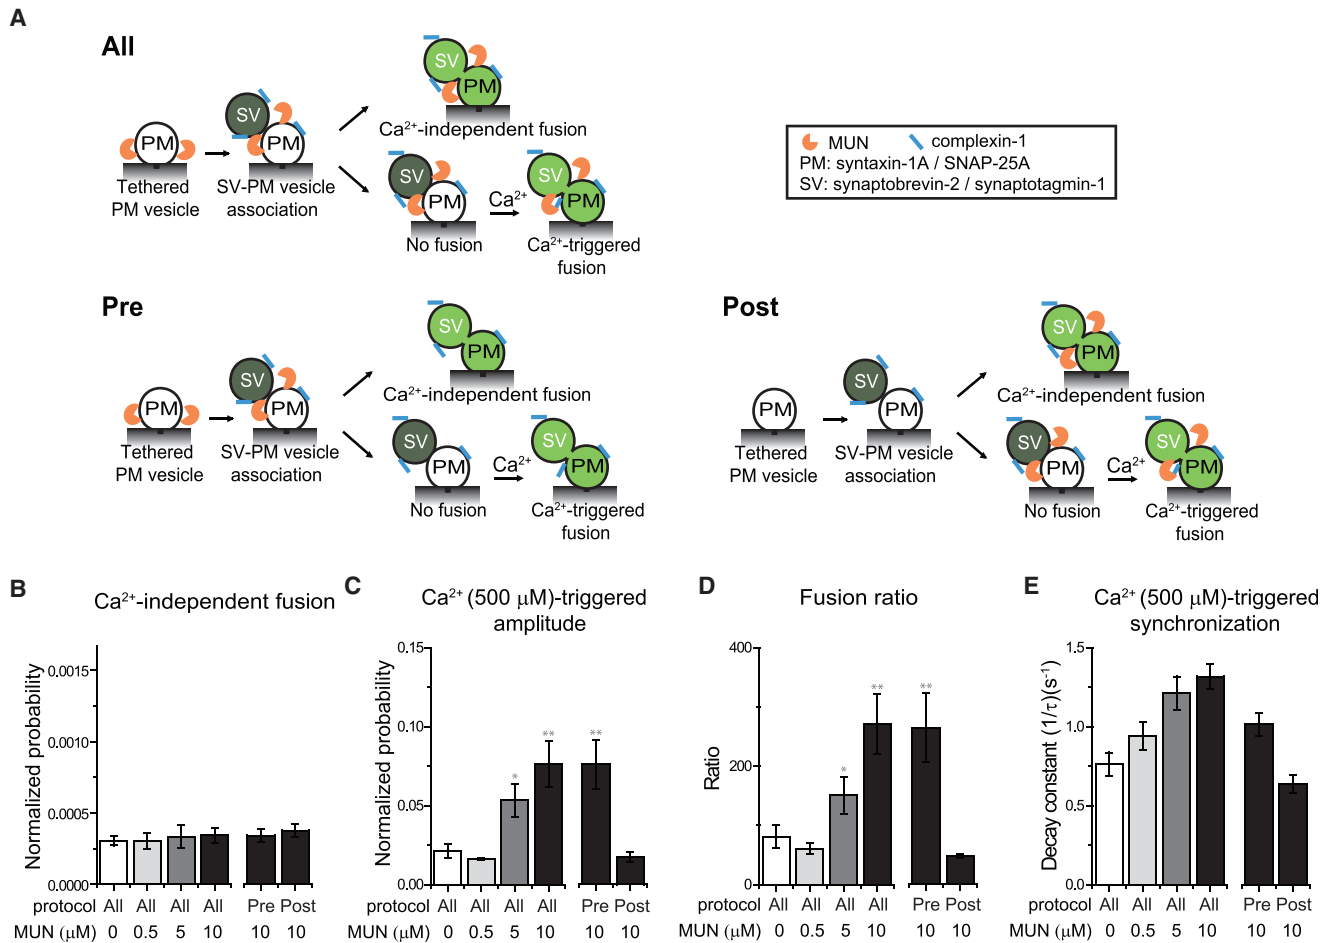 A
All
SV
PM
Ca²⁺-independent fusion
PM
Tethered
PM vesicle
SV
PM
SV-PM vesicle
association
SV
PM
No fusion
Ca²⁺
SV
PM
Ca²⁺-triggered
fusion
MUN
complexin-1
PM: syntaxin-1A / SNAP-25A
SV: synaptobrevin-2 / synaptotagmin-1
Pre
SV
PM
Ca²⁺-independent fusion
PM
Tethered
PM vesicle
SV
PM
SV-PM vesicle
association
SV
PM
No fusion
Ca²⁺
SV
PM
Ca²⁺-triggered
fusion
Post
SV
PM
Ca²⁺-independent fusion
PM
Tethered
PM vesicle
SV
PM
SV-PM vesicle
association
SV
PM
No fusion
Ca²⁺
SV
PM
Ca²⁺-triggered
fusion
B
Ca²⁺-independent fusion
Normalized probability
0.0015
0.0010
0.0005
0.0000
protocol All All All All Pre Post
MUN (μM) 0 0.5 5 10 10 10
C
Ca²⁺ (500 μM)-triggered
amplitude
Normalized probability
0.15
0.10
0.05
0.00
* ** **
protocol All All All All Pre Post
MUN (μM) 0 0.5 5 10 10 10
D
Fusion ratio
Ratio
400
200
0
* ** **
protocol All All All All Pre Post
MUN (μM) 0 0.5 5 10 10 10
E
Ca²⁺ (500 μM)-triggered
synchronization
Decay constant (1/τ)(s⁻¹)
1.5
1.0
0.5
0.0
protocol All All All All Pre Post
MUN (μM) 0 0.5 5 10 10 10